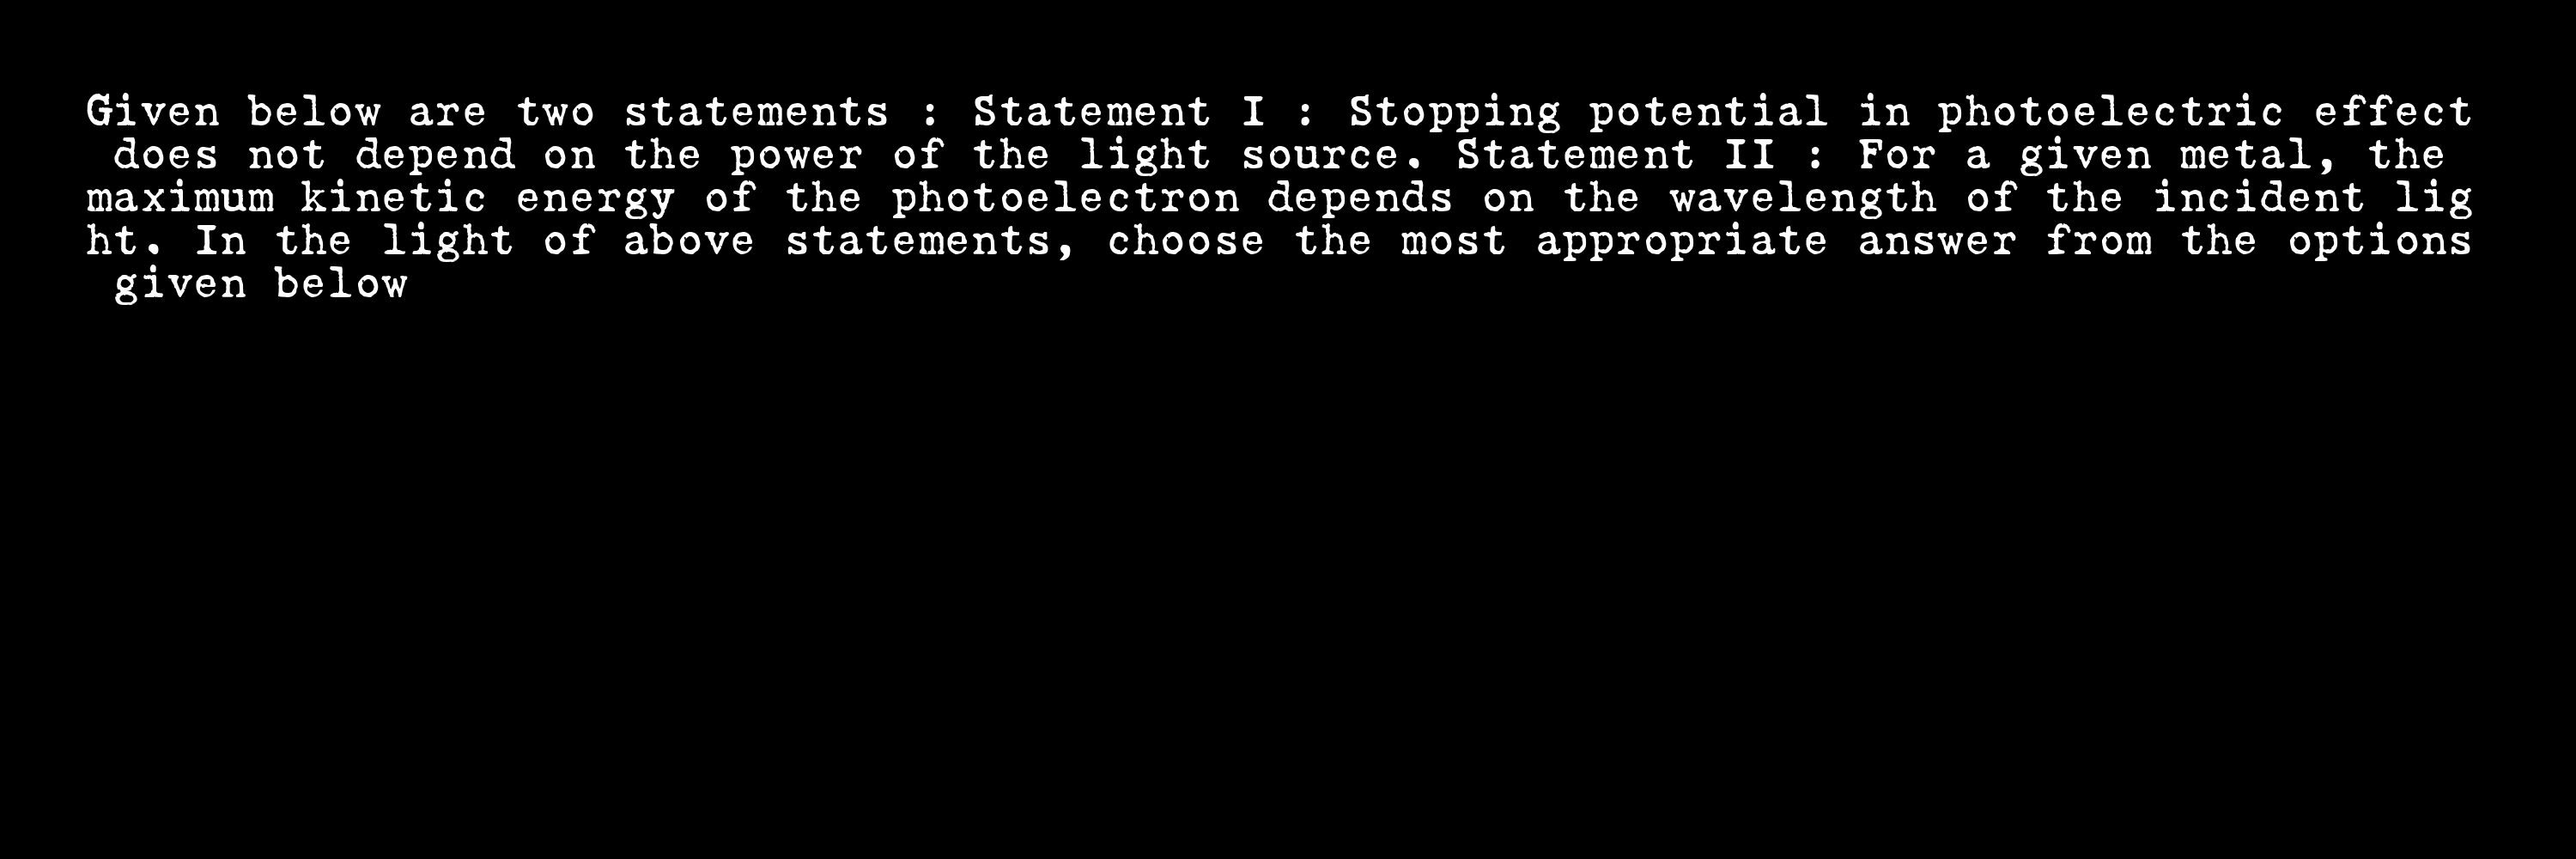 Given below are two statements : Statement I : Stopping potential in photoelectric effect
does not depend on the power of the light source. Statement II : For a given metal, the
maximum kinetic energy of the photoelectron depends on the wavelength of the incident lig
ht. In the light of above statements, choose the most appropriate answer from the options
given below